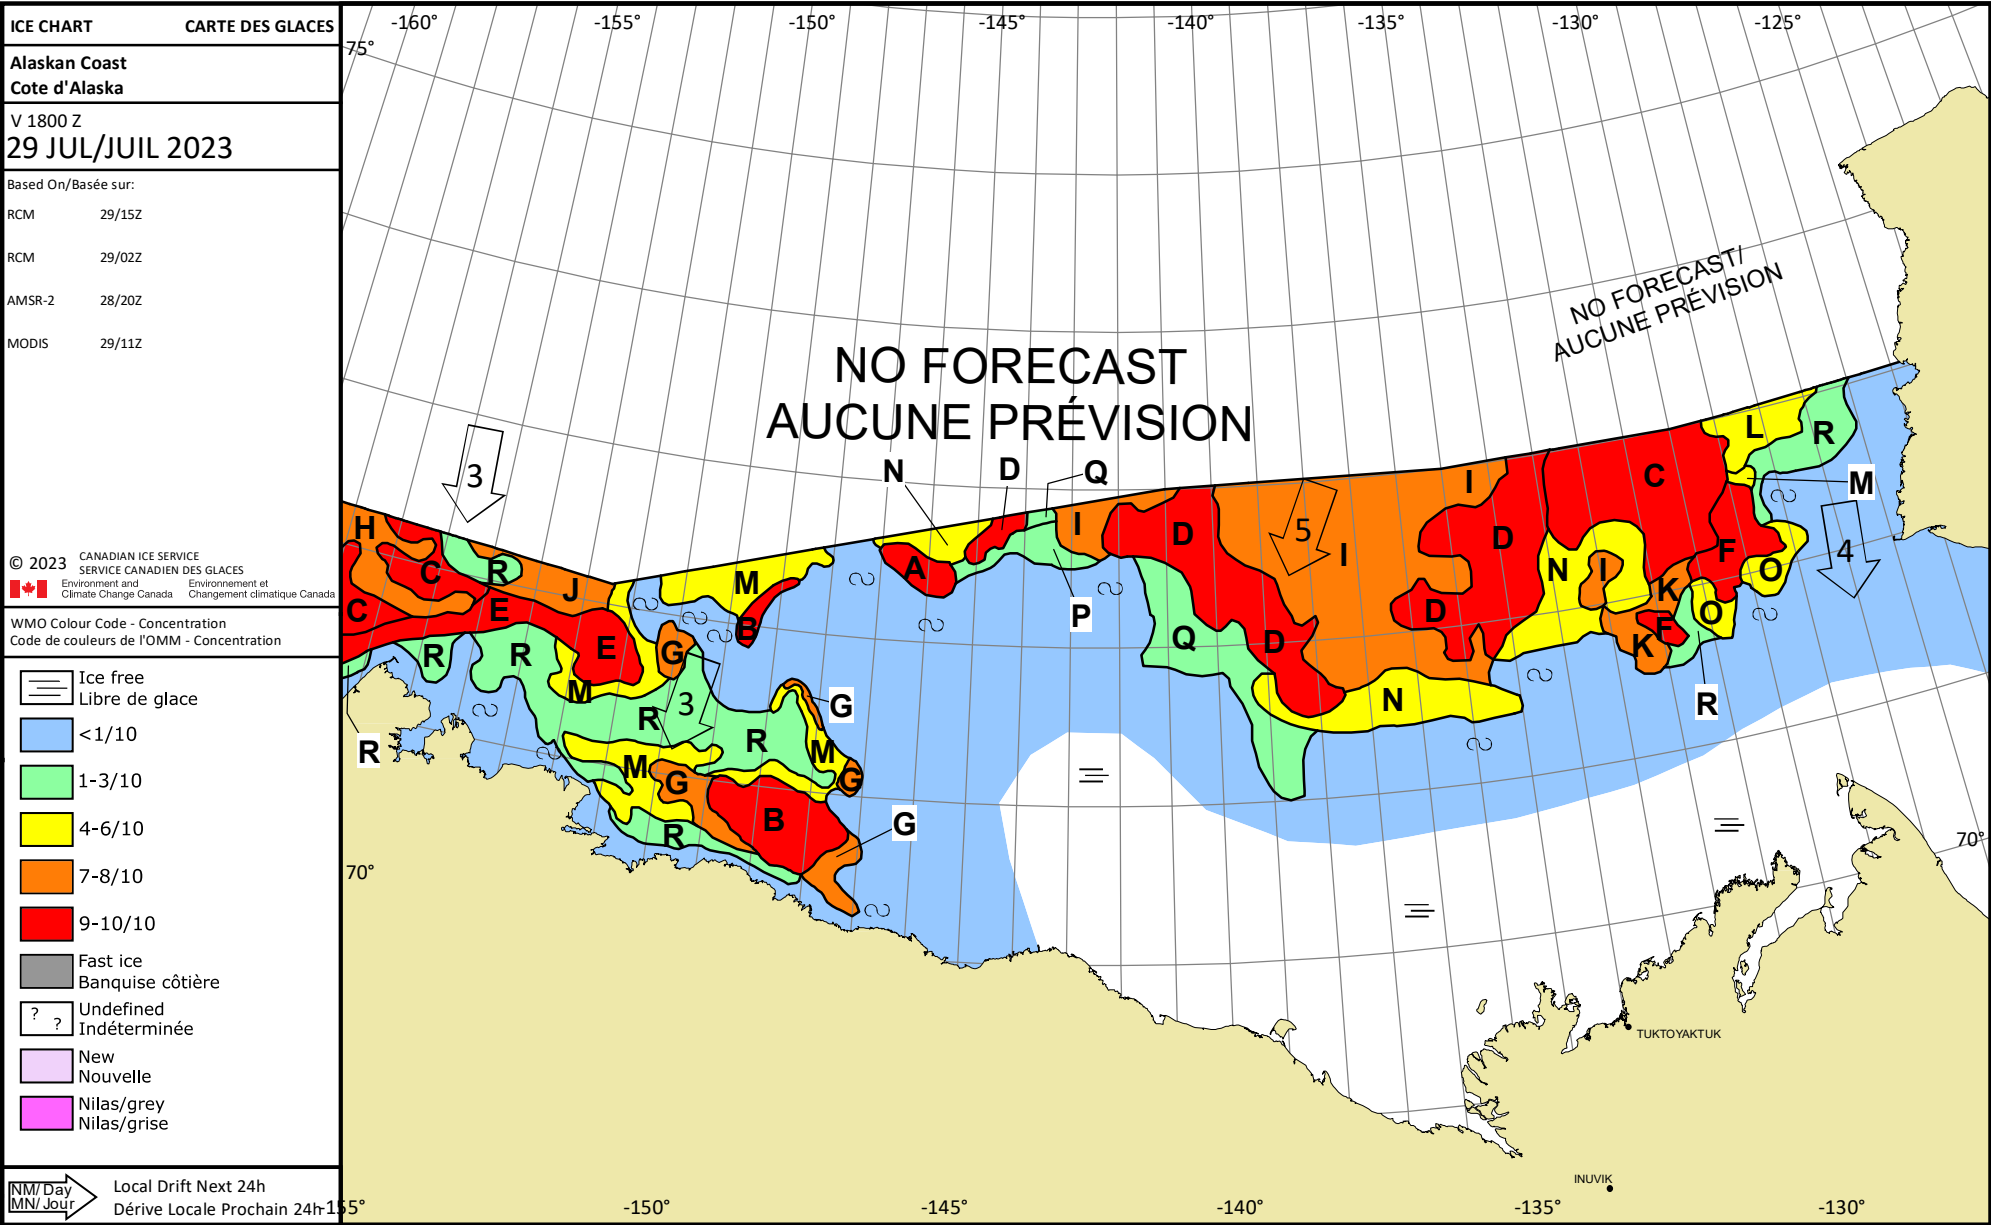 ICE CHART CARTE DES GLACES
Alaskan Coast
Cote d'Alaska
V 1800 Z
29 JUL/JUIL 2023
Based On/Basée sur:
RCM 29/15Z
RCM 29/02Z
AMSR-2 28/20Z
MODIS 29/11Z
© 2023 CANADIAN ICE SERVICE
SERVICE CANADIEN DES GLACES
Environment and Environnement et
Climate Change Canada Changement climatique Canada
WMO Colour Code - Concentration
Code de couleurs de l'OMM - Concentration
Ice free
Libre de glace
<1/10
1-3/10
4-6/10
7-8/10
9-10/10
Fast ice
Banquise côtière
? ?
Undefined
Indéterminée
New
Nouvelle
Nilas/grey
Nilas/grise
NM/Day
MN/Jour
Local Drift Next 24h
Dérive Locale Prochain 24h
-160° -155° -150° -145° -140° -135° -130° -125°
75°
NO FORECAST/
AUCUNE PRÉVISION
NO FORECAST
AUCUNE PRÉVISION
N D Q
3
L R
I
C
M
H
I
5
D
D
I
F
4
C R
J
A
M
N I
O
K
C
E
B
P
D
O
F
R R
E
G
Q
D
K
M
R
3
G
N
R
R
R
M
M
G
G
B
R
G
70°
70°
TUKTOYAKTUK
INUVIK
-155° -150° -145° -140° -135° -130°